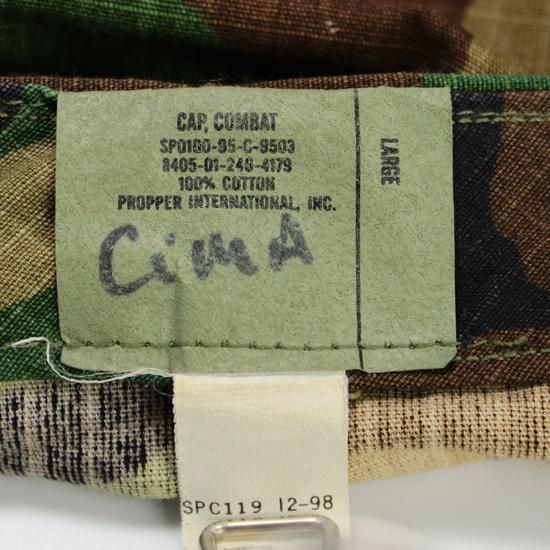 CAP, COMBAT
SPO100-95-C-9503
8405-01-246-4179
100% COTTON
PROPPER INTERNATIONAL, INC.
LARGE
CimA
SPC119 12-98